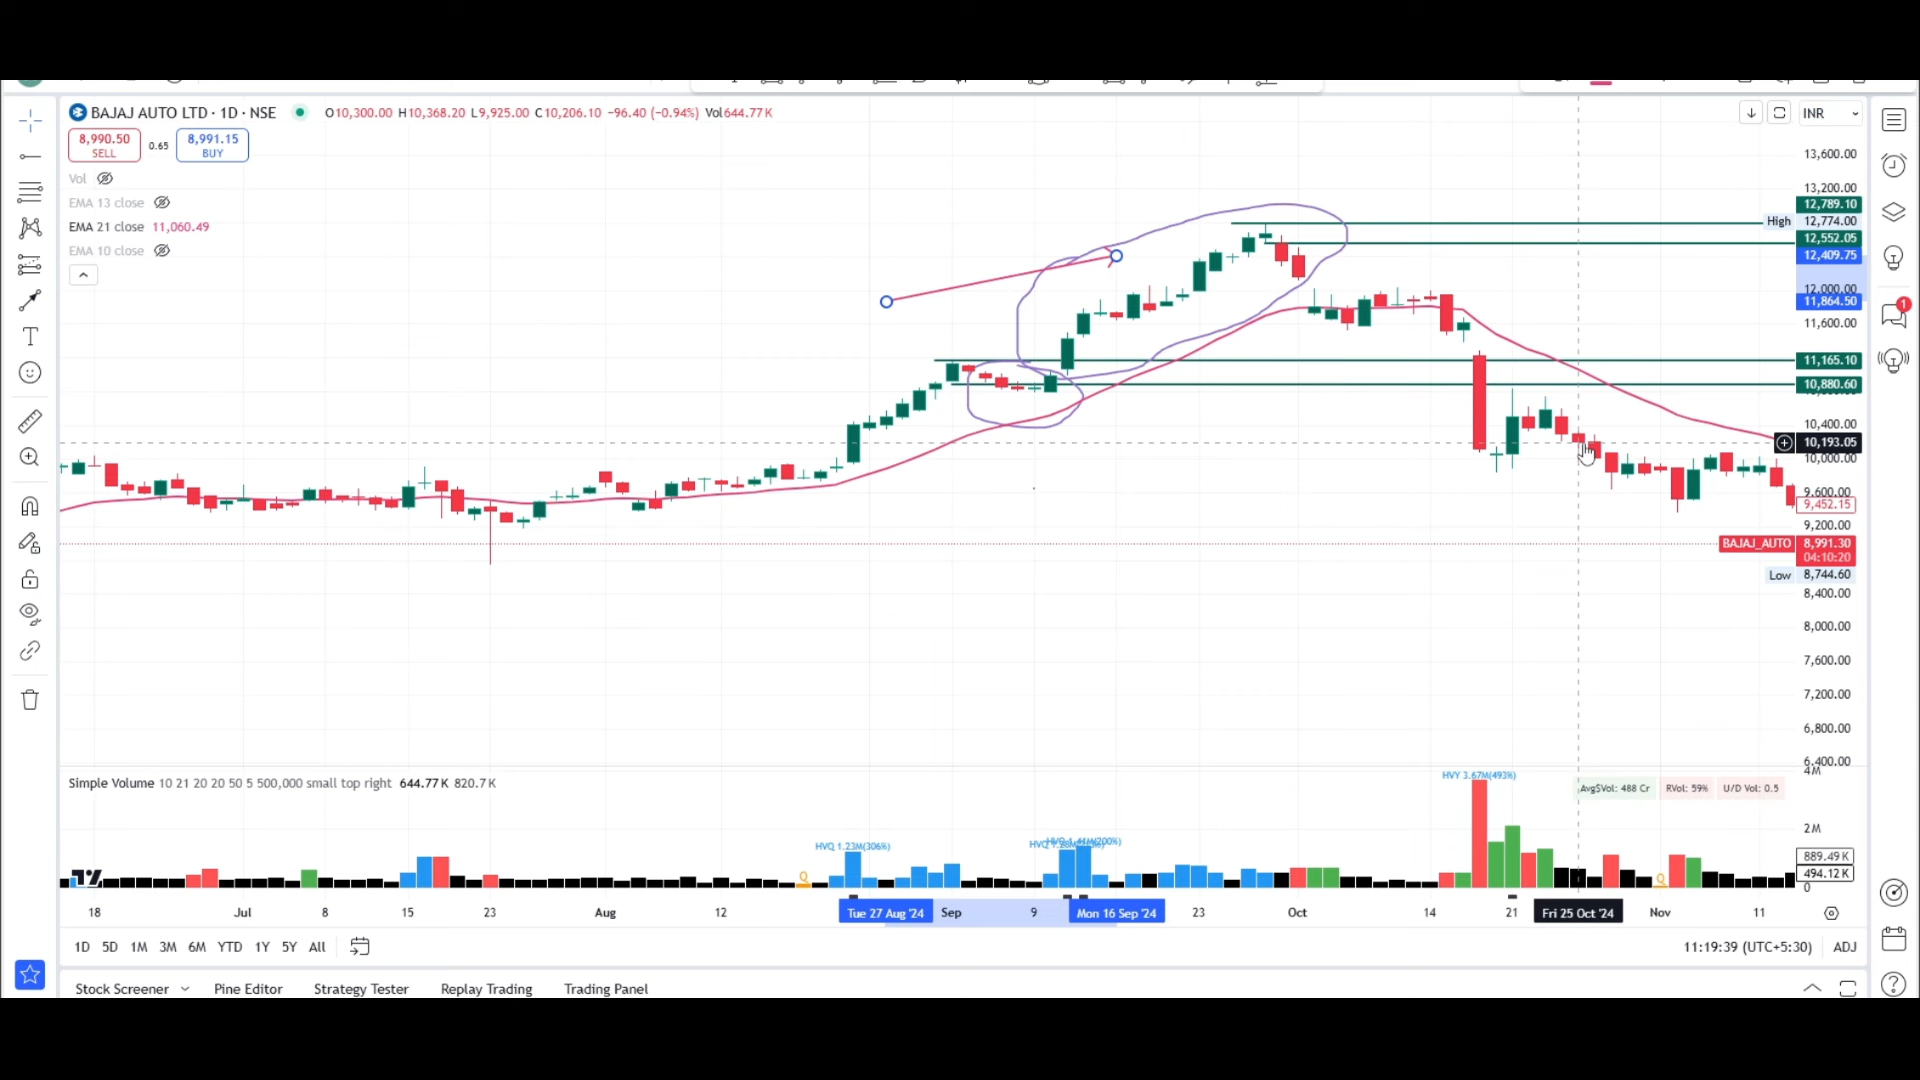 BAJAJ AUTO LTD · 1D · NSE O10,300.00 H10,368.20 L9,925.00 C10,206.10 −96.40 (−0.94%) Vol644.77 K
INR
8,990.50 SELL
0.65
8,991.15 BUY
Vol
EMA 13 close
EMA 21 close 11,060.49
EMA 10 close
13,600.00
13,200.00
12,789.10
High 12,774.00
12,552.05
12,409.75
12,000.00
11,864.50
11,600.00
11,165.10
10,880.60
10,400.00
10,193.05
10,000.00
9,600.00
9,452.15
9,200.00
BAJAJ_AUTO 8,991.30
04:10:20
Low 8,744.60
8,400.00
8,000.00
7,600.00
7,200.00
6,800.00
6,400.00
1
Simple Volume 10 21 20 20 50 5 500,000 small top right 644.77 K 820.7 K
HVY 3.67M(493%)
Avg$Vol: 488 Cr
RVol: 59%
U/D Vol: 0.5
4M
2M
HVQ 1.23M(306%)
889.49 K
494.12 K
0
Q
Q
18 Jul 8 15 23 Aug 12 Tue 27 Aug '24 Sep 9 Mon 16 Sep '24 23 Oct 14 21 Fri 25 Oct '24 Nov 11
1D 5D 1M 3M 6M YTD 1Y 5Y All
11:19:39 (UTC+5:30) ADJ
Stock Screener Pine Editor Strategy Tester Replay Trading Trading Panel